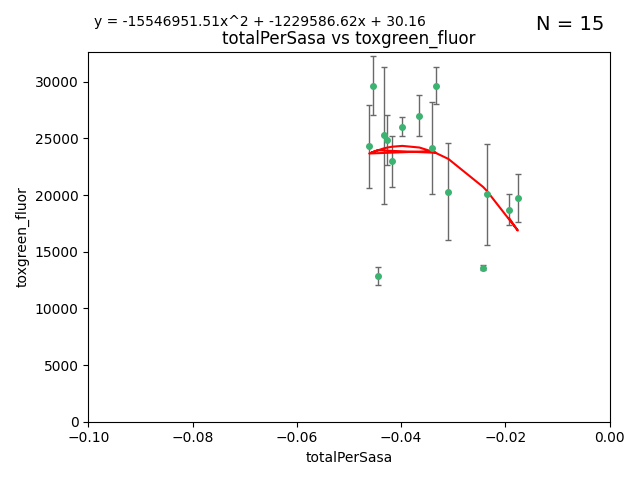 y = -15546951.51x^2 + -1229586.62x + 30.16
N = 15
totalPerSasa vs toxgreen_fluor
30000
25000
20000
15000
10000
5000
0
toxgreen_fluor
−0.10 −0.08 −0.06 −0.04 −0.02 0.00
totalPerSasa